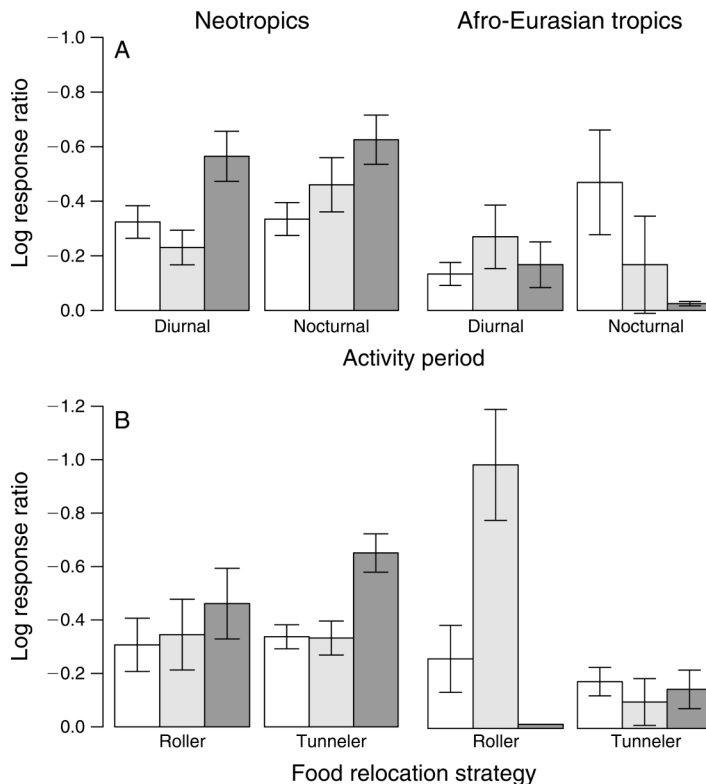 Neotropics Afro-Eurasian tropics
A
Log response ratio
−1.0
−0.8
−0.6
−0.4
−0.2
0.0
Diurnal Nocturnal Diurnal Nocturnal
Activity period
B
Log response ratio
−1.2
−1.0
−0.8
−0.6
−0.4
−0.2
0.0
Roller Tunneler Roller Tunneler
Food relocation strategy